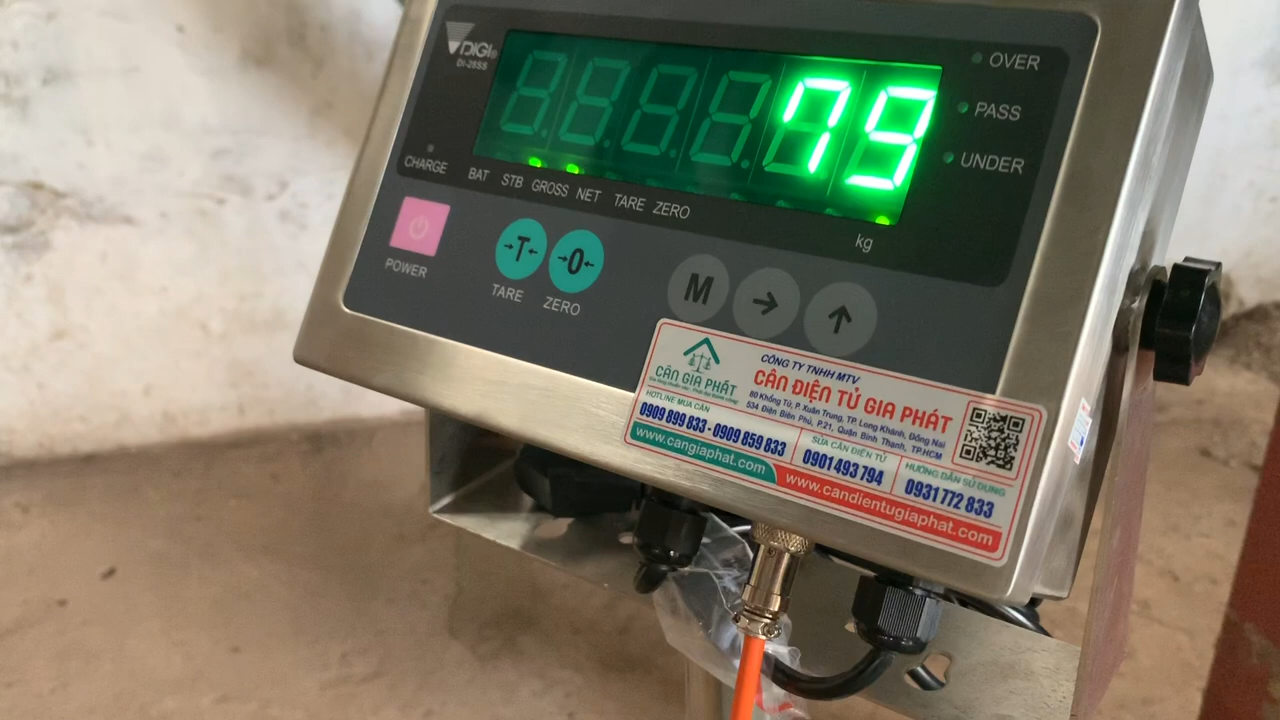 DIGI
DI-28SS
79
kg
OVER
PASS
UNDER
CHARGE
BAT STB GROSS NET TARE ZERO
POWER
T
TARE
0
ZERO
M
CÂN GIA PHÁT
CÔNG TY TNHH MTV
CÂN ĐIỆN TỬ GIA PHÁT
80 Khổng Tử, P. Xuân Trung, TP. Long Khánh, Đồng Nai
534 Điện Biên Phủ, P.21, Quận Bình Thạnh, TP.HCM
HOTLINE MUA CÂN
0909 899 833 - 0909 859 833
SỬA CÂN ĐIỆN TỬ
0901 493 794
HƯỚNG DẪN SỬ DỤNG
0931 772 833
www.cangiaphat.com
www.candientugiaphat.com